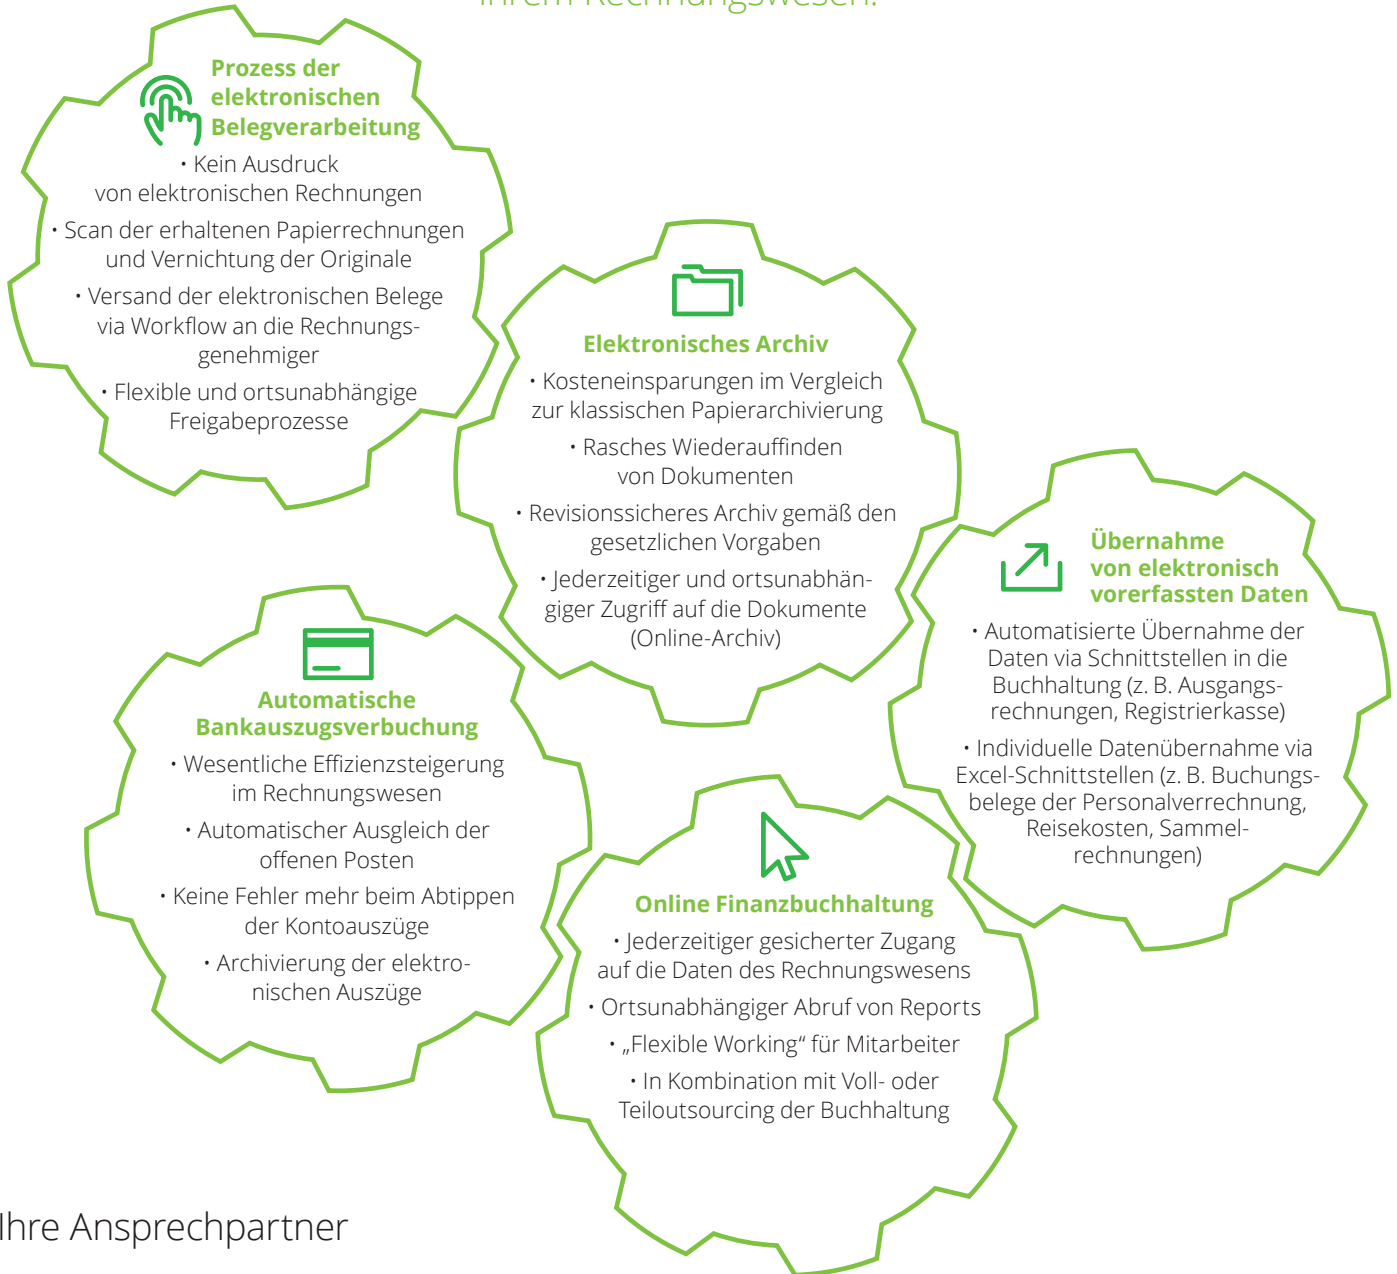 Ihrem Rechnungswesen.
Prozess der
elektronischen
Belegverarbeitung
• Kein Ausdruck
von elektronischen Rechnungen
• Scan der erhaltenen Papierrechnungen
und Vernichtung der Originale
• Versand der elektronischen Belege
via Workflow an die Rechnungs-
genehmiger
• Flexible und ortsunabhängige
Freigabeprozesse
Elektronisches Archiv
• Kosteneinsparungen im Vergleich
zur klassischen Papierarchivierung
• Rasches Wiederauffinden
von Dokumenten
• Revisionssicheres Archiv gemäß den
gesetzlichen Vorgaben
• Jederzeitiger und ortsunabhän-
giger Zugriff auf die Dokumente
(Online-Archiv)
Übernahme
von elektronisch
vorerfassten Daten
• Automatisierte Übernahme der
Daten via Schnittstellen in die
Buchhaltung (z. B. Ausgangs-
rechnungen, Registrierkasse)
• Individuelle Datenübernahme via
Excel-Schnittstellen (z. B. Buchungs-
belege der Personalverrechnung,
Reisekosten, Sammel-
rechnungen)
Automatische
Bankauszugsverbuchung
• Wesentliche Effizienzsteigerung
im Rechnungswesen
• Automatischer Ausgleich der
offenen Posten
• Keine Fehler mehr beim Abtippen
der Kontoauszüge
• Archivierung der elektro-
nischen Auszüge
Online Finanzbuchhaltung
• Jederzeitiger gesicherter Zugang
auf die Daten des Rechnungswesens
• Ortsunabhängiger Abruf von Reports
• „Flexible Working“ für Mitarbeiter
• In Kombination mit Voll- oder
Teiloutsourcing der Buchhaltung
Ihre Ansprechpartner